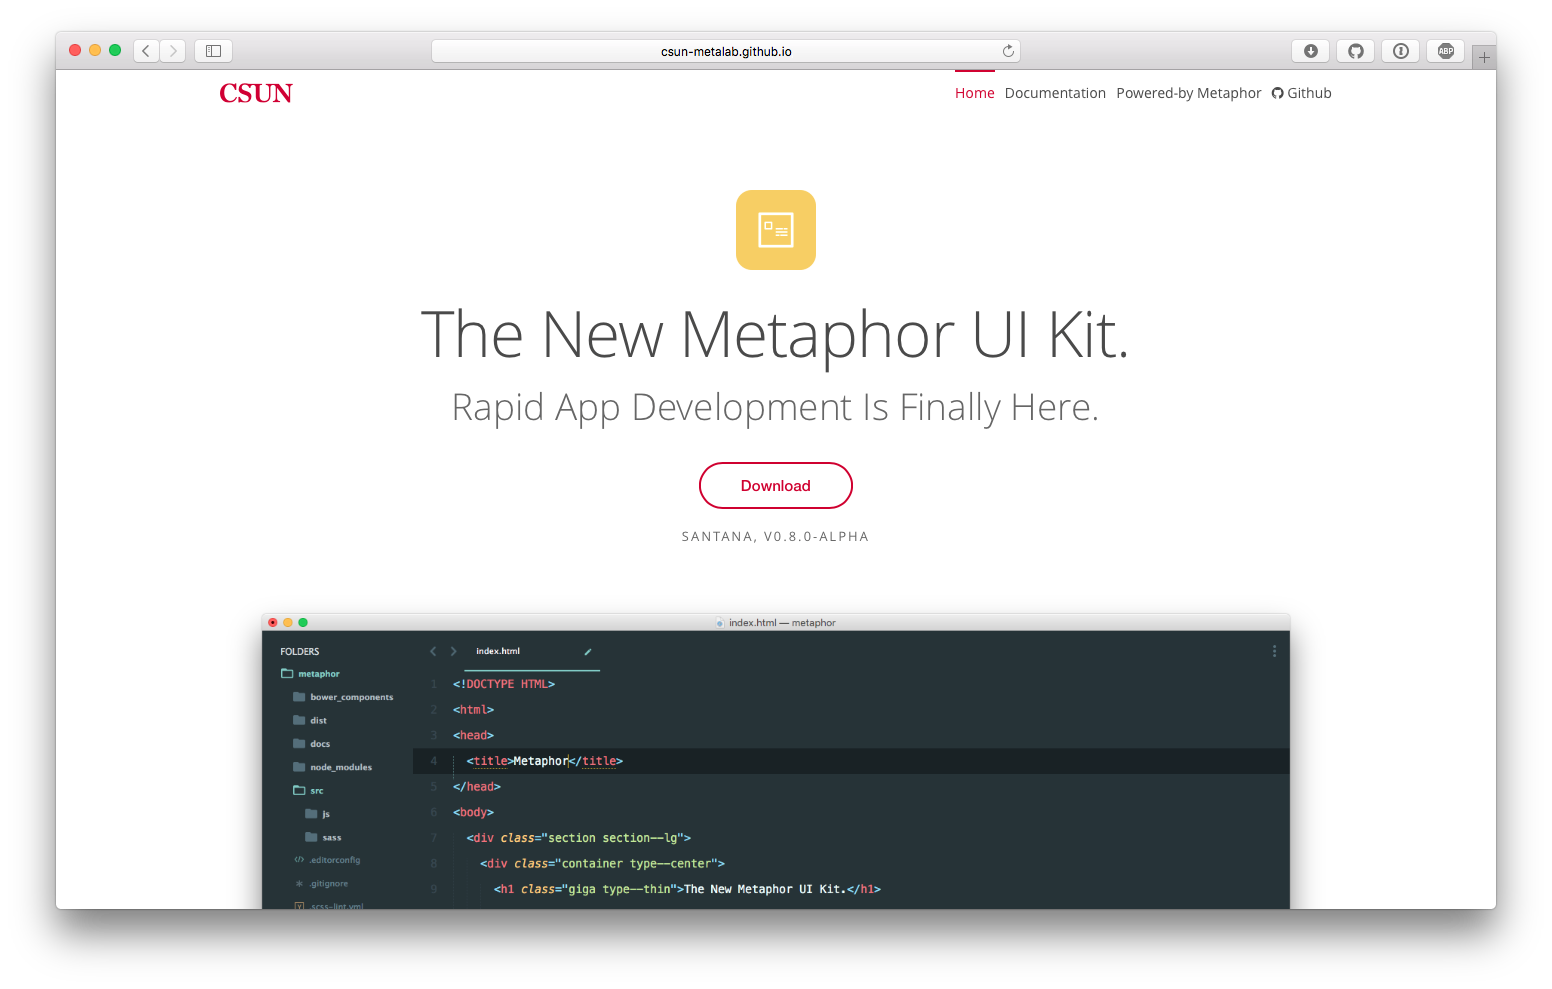 csun-metalab.github.io
ABP
CSUN
Home Documentation Powered-by Metaphor Github
The New Metaphor UI Kit.
Rapid App Development Is Finally Here.
Download
SANTANA, V0.8.0-ALPHA
index.html — metaphor
FOLDERS
metaphor
bower_components
dist
docs
node_modules
src
js
sass
.editorconfig
.gitignore
.scss-lint.yml
index.html
1 <!DOCTYPE HTML>
2 <html>
3 <head>
4 <title>Metaphor</title>
5 </head>
6 <body>
7 <div class="section section--lg">
8 <div class="container type--center">
9 <h1 class="giga type--thin">The New Metaphor UI Kit.</h1>